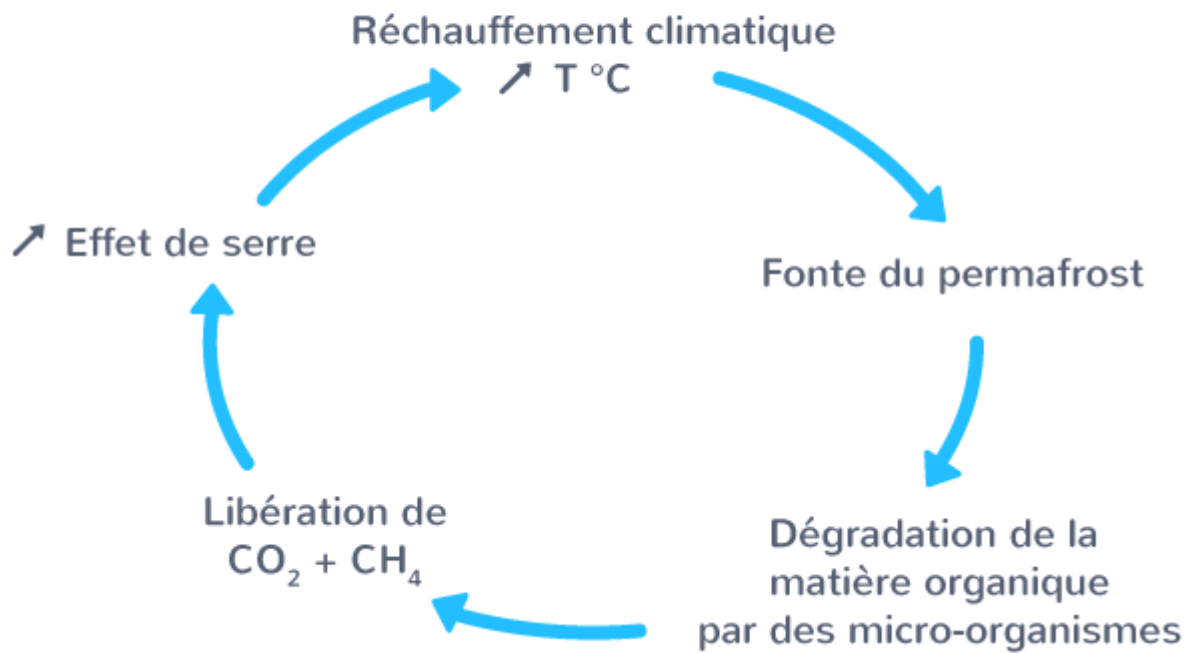 Réchauffement climatique
↗ T °C
Fonte du permafrost
Dégradation de la
matière organique
par des micro-organismes
Libération de
CO₂ + CH₄
↗ Effet de serre